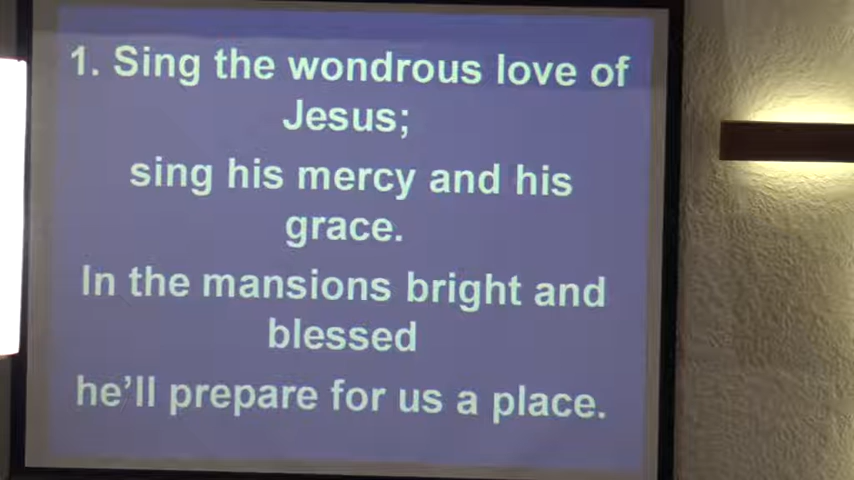 1. Sing the wondrous love of
Jesus;
sing his mercy and his
grace.
In the mansions bright and
blessed
he’ll prepare for us a place.